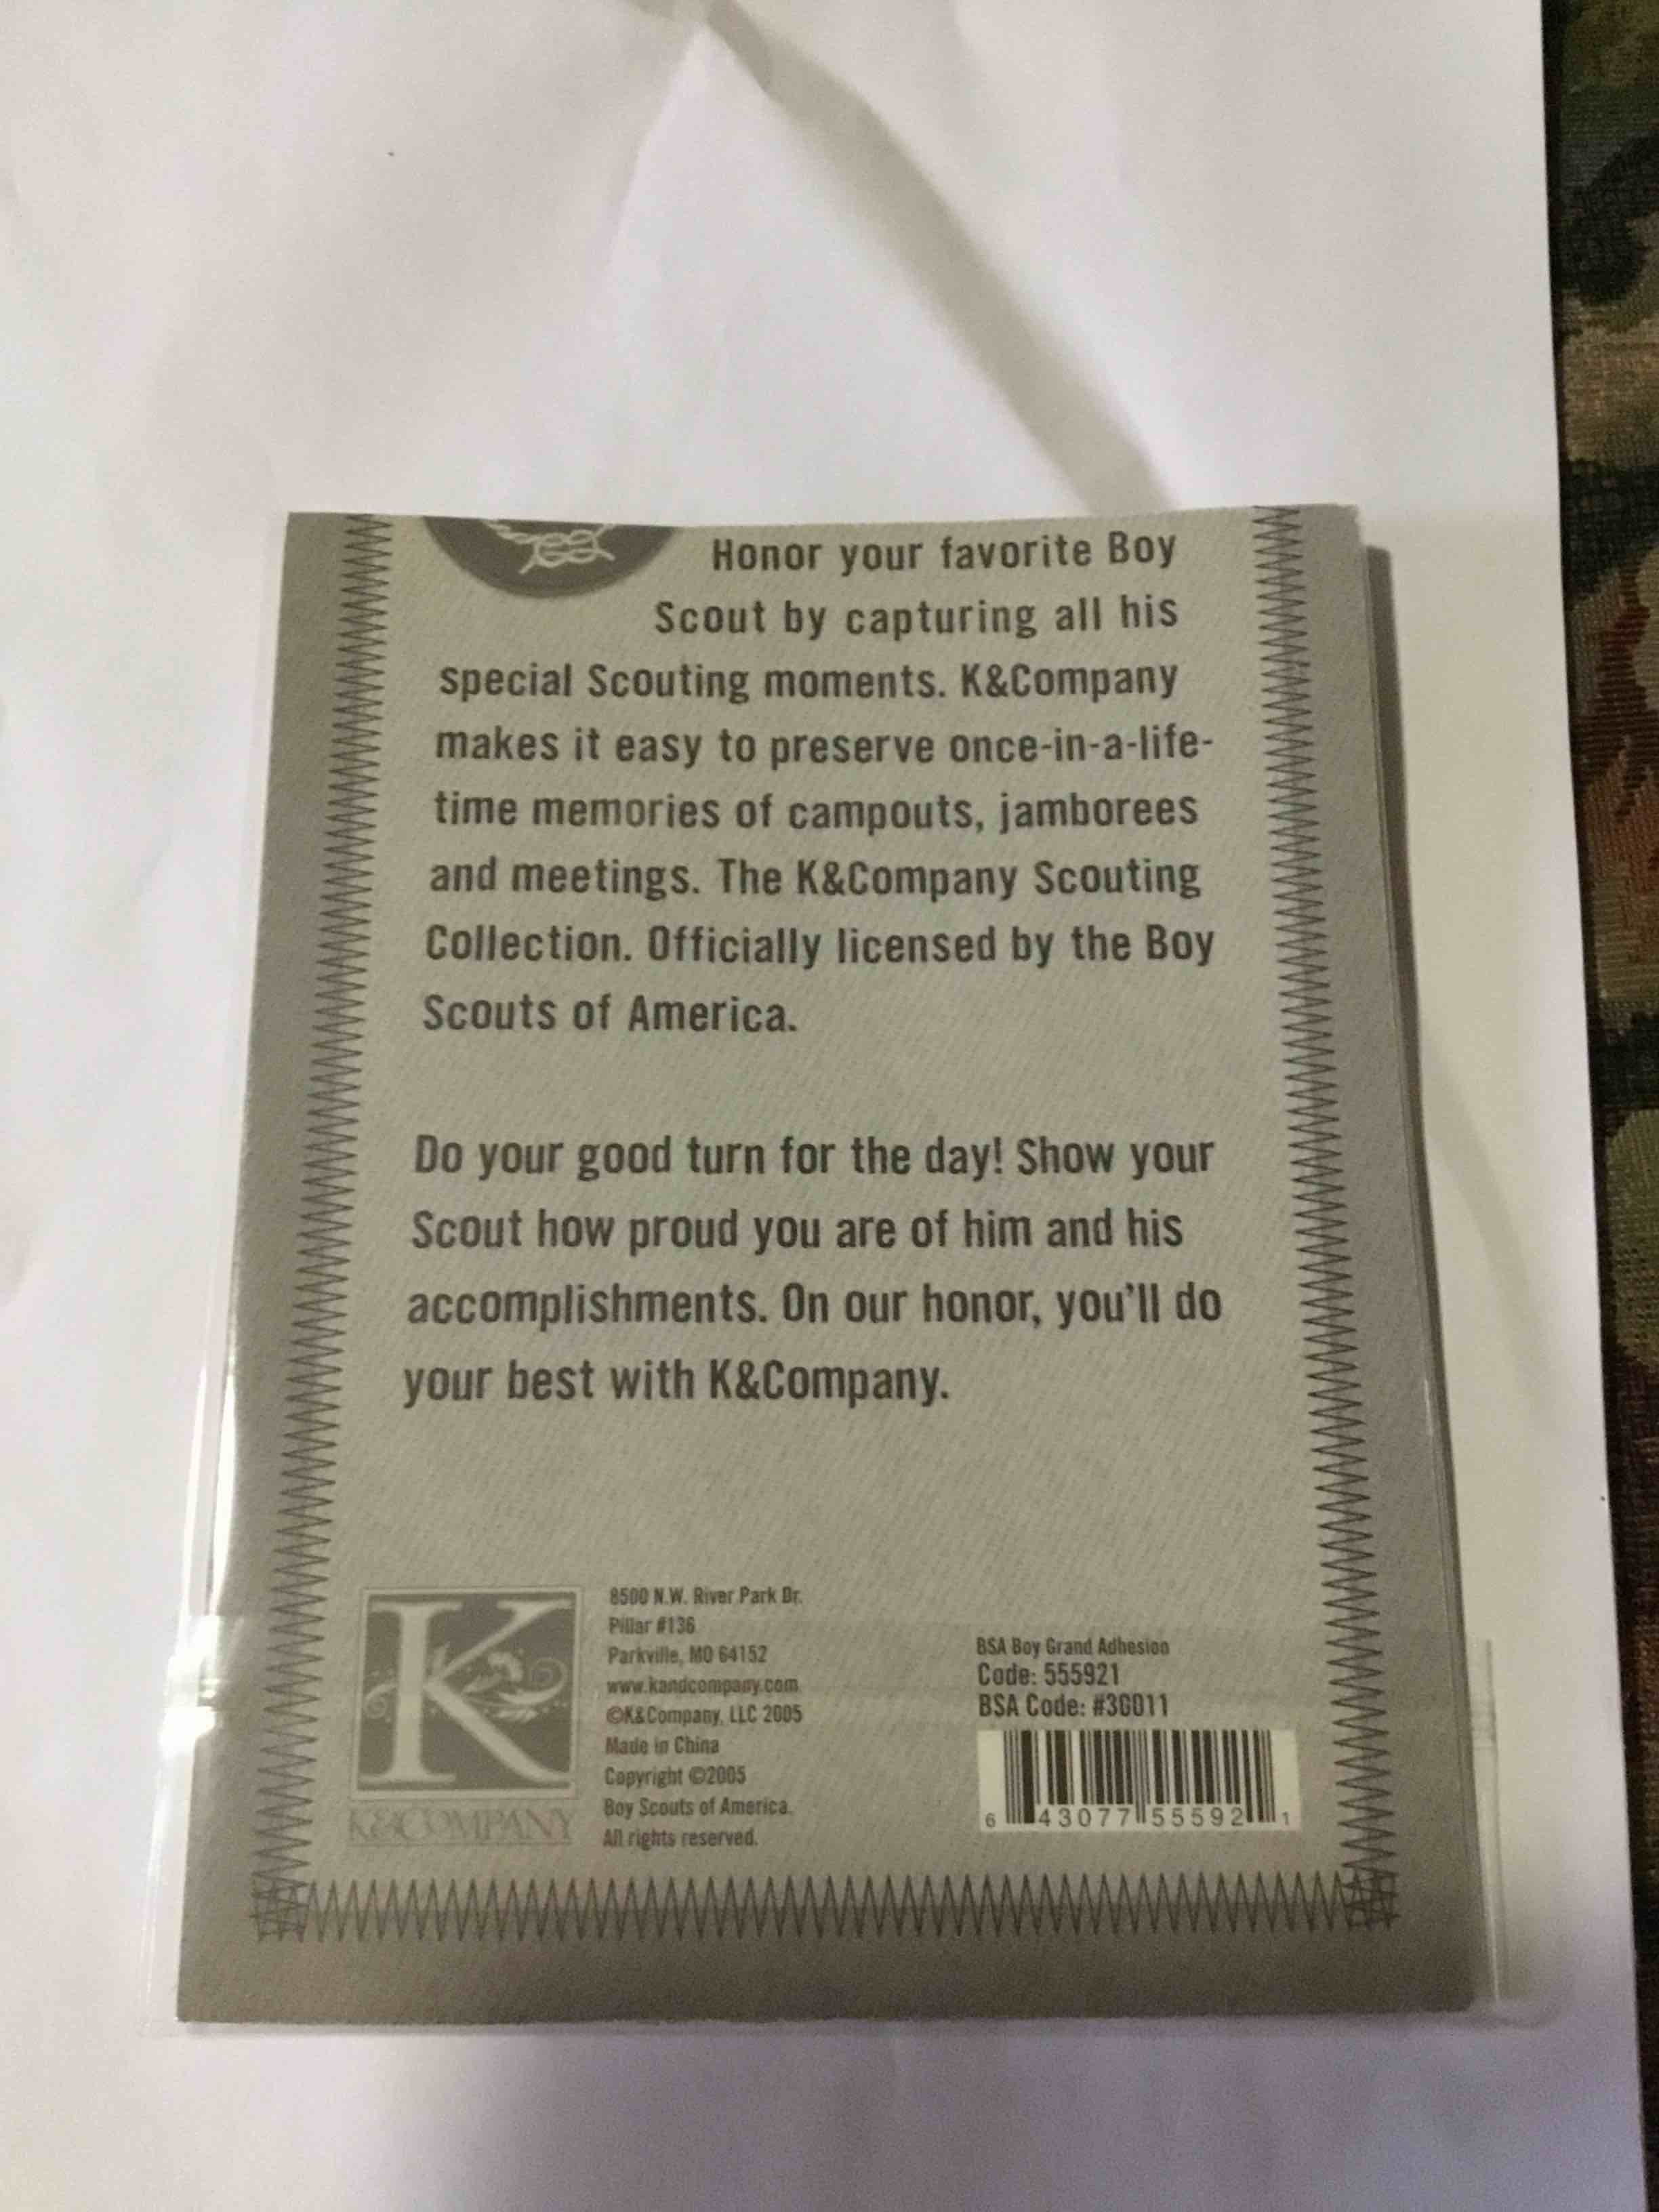 Honor your favorite Boy
Scout by capturing all his
special Scouting moments. K&Company
makes it easy to preserve once-in-a-life-
time memories of campouts, jamborees
and meetings. The K&Company Scouting
Collection. Officially licensed by the Boy
Scouts of America.
Do your good turn for the day! Show your
Scout how proud you are of him and his
accomplishments. On our honor, you'll do
your best with K&Company.
K
K&COMPANY
8500 N.W. River Park Dr.
Pillar #136
Parkville, MO 64152
www.kandcompany.com
©K&Company, LLC 2005
Made in China
Copyright ©2005
Boy Scouts of America.
All rights reserved.
BSA Boy Grand Adhesion
Code: 555921
BSA Code: #30011
6 43077 55592 1